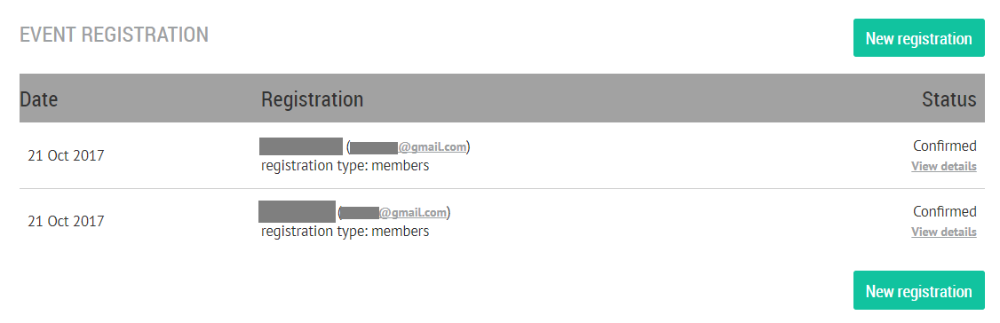 EVENT REGISTRATION
New registration
Date Registration Status
21 Oct 2017
(@gmail.com)
registration type: members
Confirmed
View details
21 Oct 2017
(@gmail.com)
registration type: members
Confirmed
View details
New registration